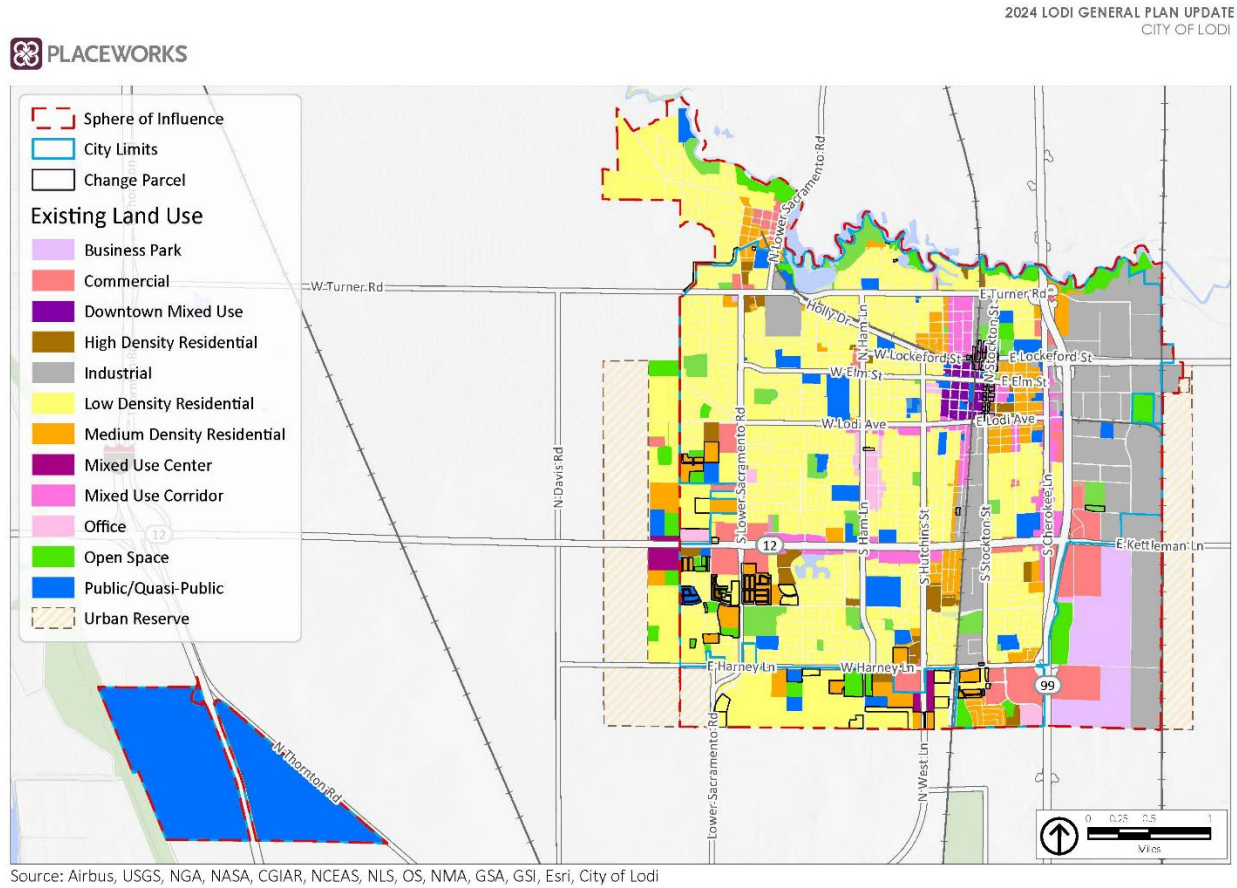 2024 LODI GENERAL PLAN UPDATE
CITY OF LODI
PLACEWORKS
Sphere of Influence
City Limits
Change Parcel
Existing Land Use
Business Park
Commercial
Downtown Mixed Use
High Density Residential
Industrial
Low Density Residential
Medium Density Residential
Mixed Use Center
Mixed Use Corridor
Office
Open Space
Public/Quasi-Public
Urban Reserve
N Lower Sacramento Rd
W Turner Rd
E Turner Rd
Holly Dr
N Ham Ln
N Stockton St
W Lockeford St
E Lockeford St
W Elm St
E Elm St
W Lodi Ave
E Lodi Ave
N Davis Rd
S Lower Sacramento Rd
S Ham Ln
S Hutchins St
S Stockton St
S Cherokee Ln
12
12
E Kettleman Ln
E Harney Ln
W Harney Ln
99
N Thornton Rd
Lower Sacramento Rd
N West Ln
0 0.25 0.5 1
Miles
Source: Airbus, USGS, NGA, NASA, CGIAR, NCEAS, NLS, OS, NMA, GSA, GSI, Esri, City of Lodi